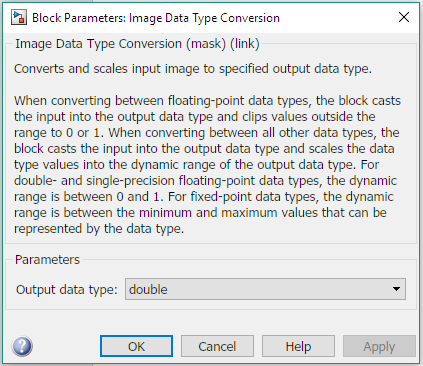 Block Parameters: Image Data Type Conversion
Image Data Type Conversion (mask) (link)
Converts and scales input image to specified output data type.
When converting between floating-point data types, the block casts
the input into the output data type and clips values outside the
range to 0 or 1. When converting between all other data types, the
block casts the input into the output data type and scales the data
type values into the dynamic range of the output data type. For
double- and single-precision floating-point data types, the dynamic
range is between 0 and 1. For fixed-point data types, the dynamic
range is between the minimum and maximum values that can be
represented by the data type.
Parameters
Output data type: double
? OK Cancel Help Apply